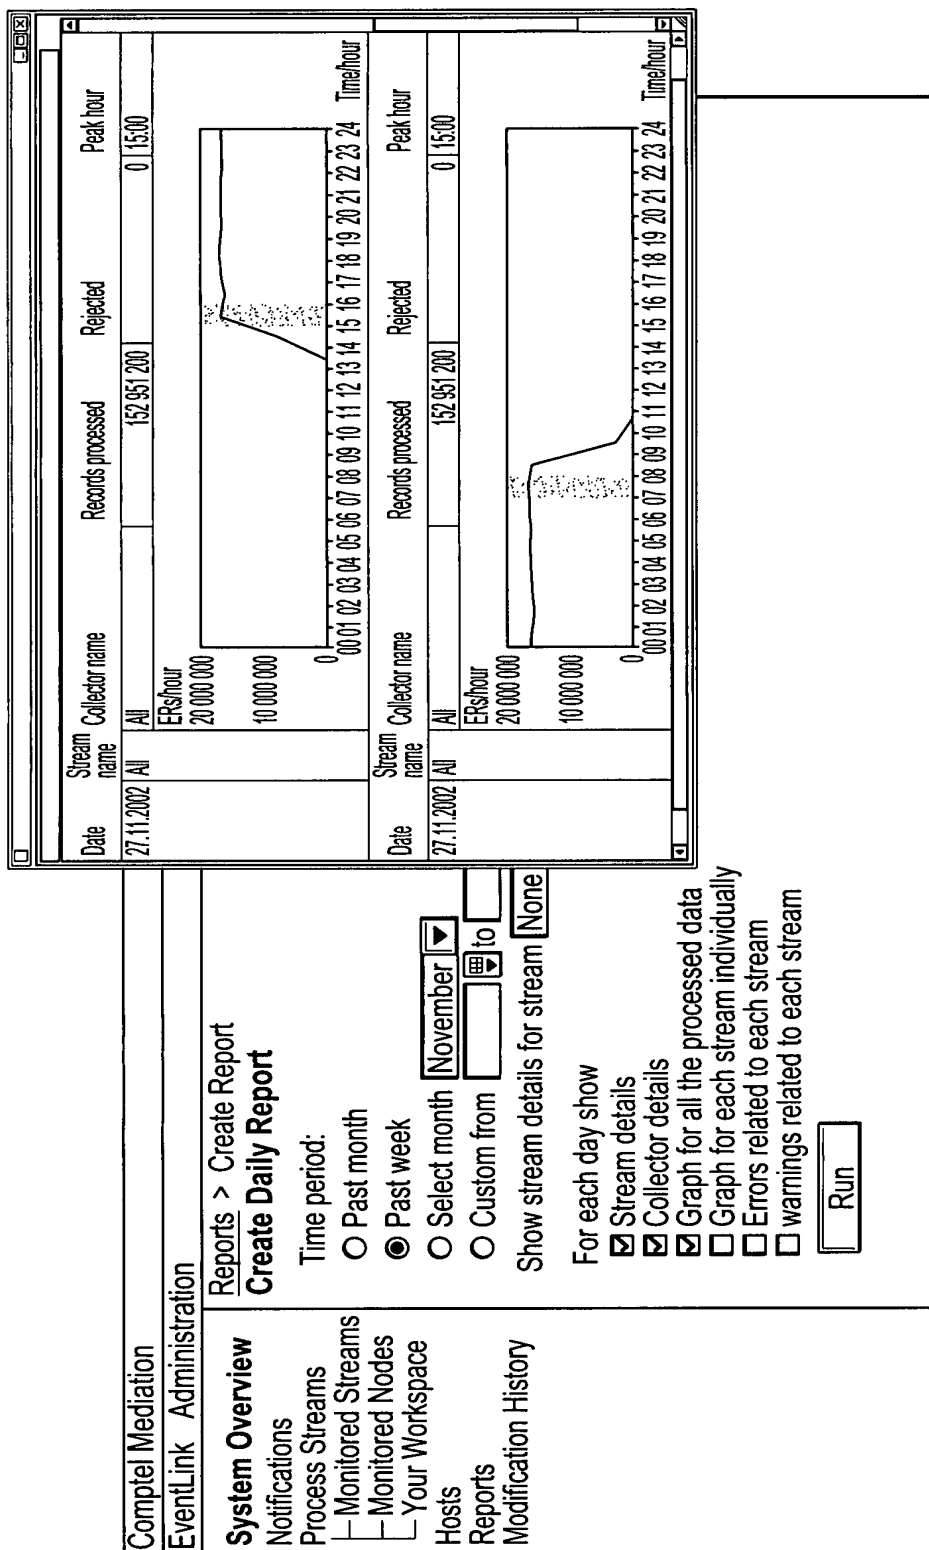 Comptel Mediation
EventLink Administration
System Overview
Notifications
Process Streams
Monitored Streams
Monitored Nodes
Your Workspace
Hosts
Reports
Modification History
Reports > Create Report
Create Daily Report
Time period:
Past month
Past week
Select month November
Custom from to
Show stream details for stream None
For each day show
Stream details
Collector details
Graph for all the processed data
Graph for each stream individually
Errors related to each stream
warnings related to each stream
Run
Date Stream name Collector name Records processed Rejected Peak hour
27.11.2002 All All 152 951 200 0 15:00
ERs/hour
20 000 000
10 000 000
0
00 01 02 03 04 05 06 07 08 09 10 11 12 13 14 15 16 17 18 19 20 21 22 23 24 Time/hour
Date Stream name Collector name Records processed Rejected Peak hour
27.11.2002 All All 152 951 200 0 15:00
ERs/hour
20 000 000
10 000 000
0
00 01 02 03 04 05 06 07 08 09 10 11 12 13 14 15 16 17 18 19 20 21 22 23 24 Time/hour